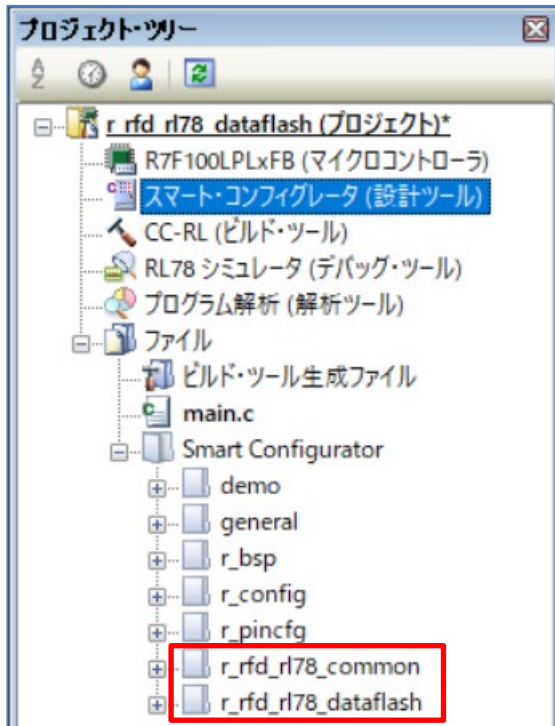 プロジェクト・ツリー
r_rfd_rl78_dataflash (プロジェクト)*
R7F100LPLxFB (マイクロコントローラ)
スマート・コンフィグレータ (設計ツール)
CC-RL (ビルド・ツール)
RL78 シミュレータ (デバッグ・ツール)
プログラム解析 (解析ツール)
ファイル
ビルド・ツール生成ファイル
main.c
Smart Configurator
demo
general
r_bsp
r_config
r_pincfg
r_rfd_rl78_common
r_rfd_rl78_dataflash